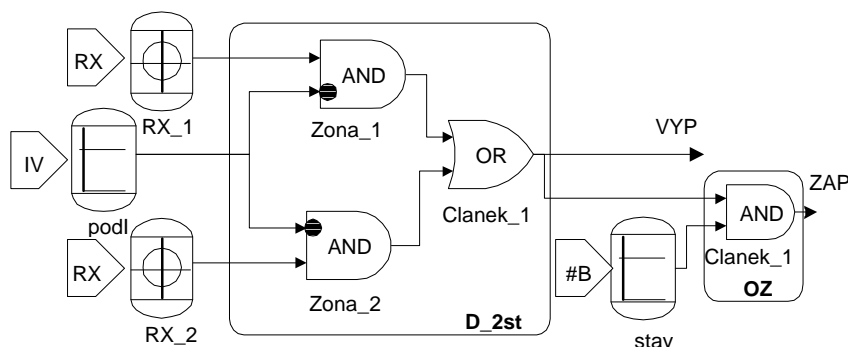 RX
RX_1
AND
Zona_1
IV
podl
OR
Clanek_1
VYP
ZAP
RX
RX_2
AND
Zona_2
D_2st
#B
stav
AND
Clanek_1
OZ